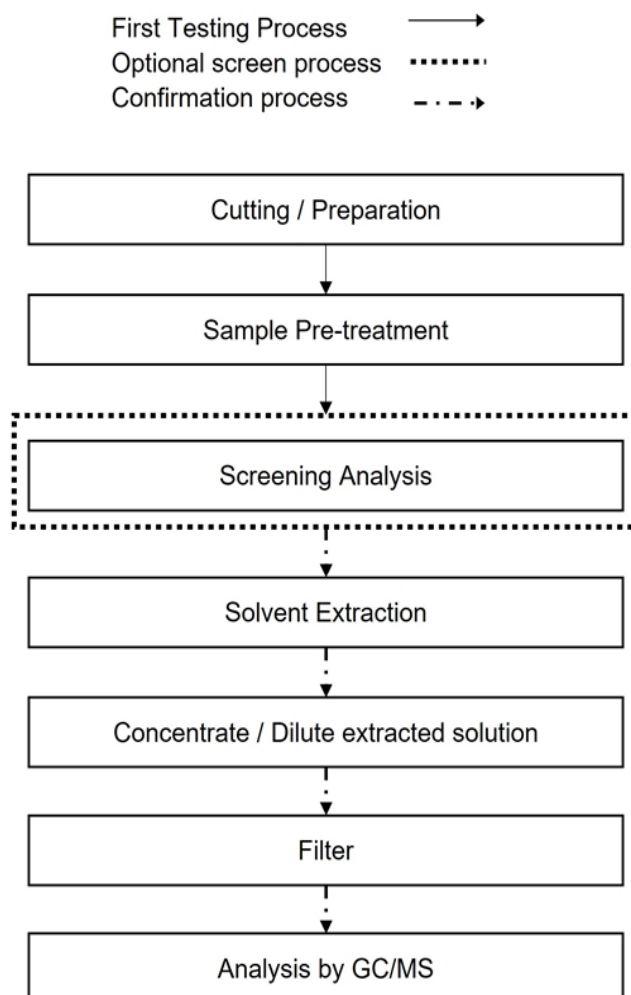 First Testing Process
Optional screen process
Confirmation process
Cutting / Preparation
Sample Pre-treatment
Screening Analysis
Solvent Extraction
Concentrate / Dilute extracted solution
Filter
Analysis by GC/MS